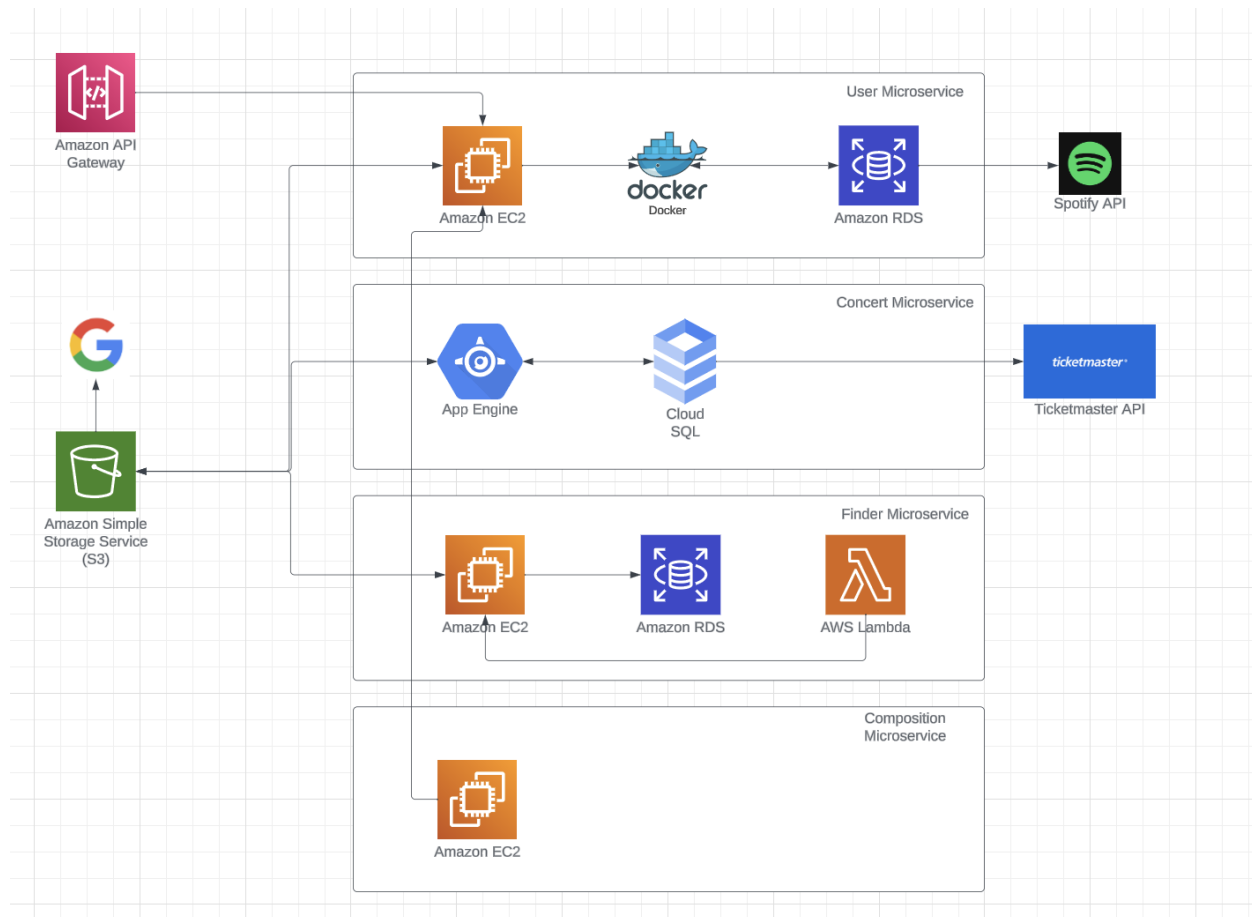 User Microservice
Amazon API
Gateway
</>
docker
Docker
Amazon EC2
Amazon RDS
Spotify API
Concert Microservice
G
ticketmaster
App Engine
Cloud
SQL
Ticketmaster API
Finder Microservice
Amazon Simple
Storage Service
(S3)
Amazon EC2
Amazon RDS
AWS Lambda
Composition
Microservice
Amazon EC2